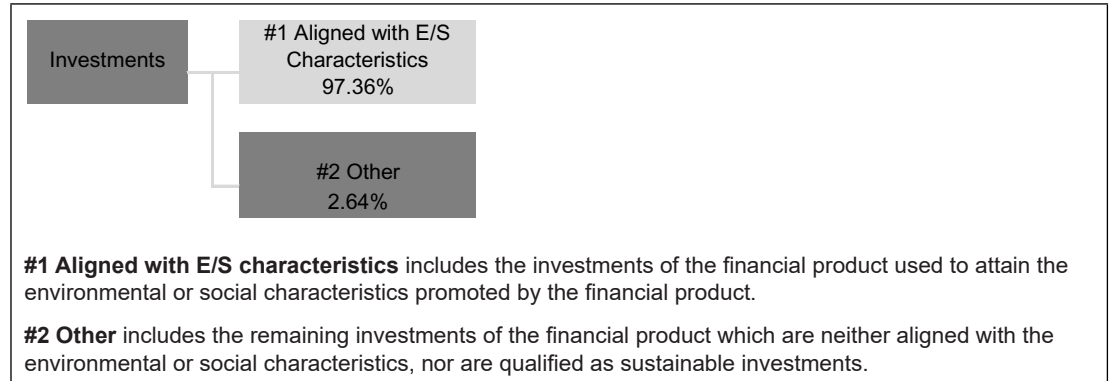 Investments
#1 Aligned with E/S
Characteristics
97.36%
#2 Other
2.64%
#1 Aligned with E/S characteristics includes the investments of the financial product used to attain the
environmental or social characteristics promoted by the financial product.
#2 Other includes the remaining investments of the financial product which are neither aligned with the
environmental or social characteristics, nor are qualified as sustainable investments.